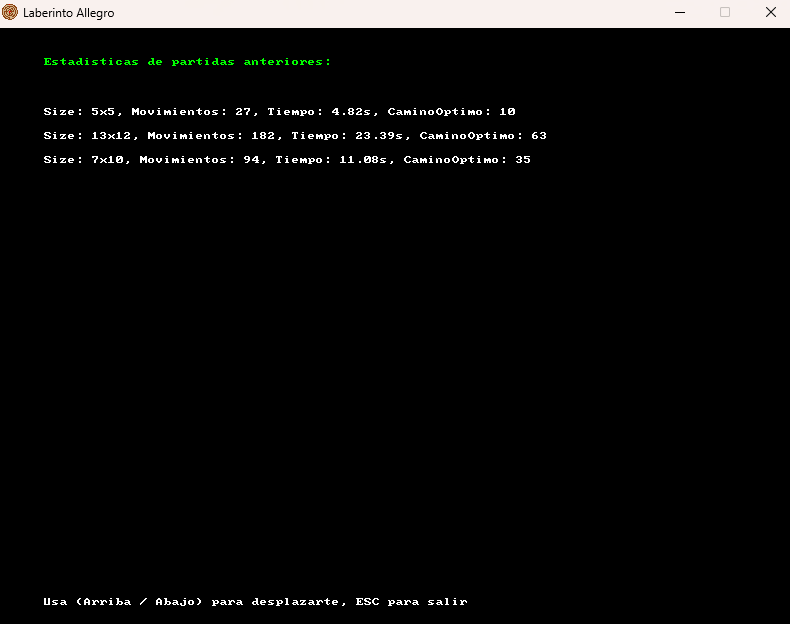 Laberinto Allegro
Estadisticas de partidas anteriores:
Size: 5x5, Movimientos: 27, Tiempo: 4.82s, CaminoOptimo: 10
Size: 13x12, Movimientos: 182, Tiempo: 23.39s, CaminoOptimo: 63
Size: 7x10, Movimientos: 94, Tiempo: 11.08s, CaminoOptimo: 35
Usa (Arriba / Abajo) para desplazarte, ESC para salir